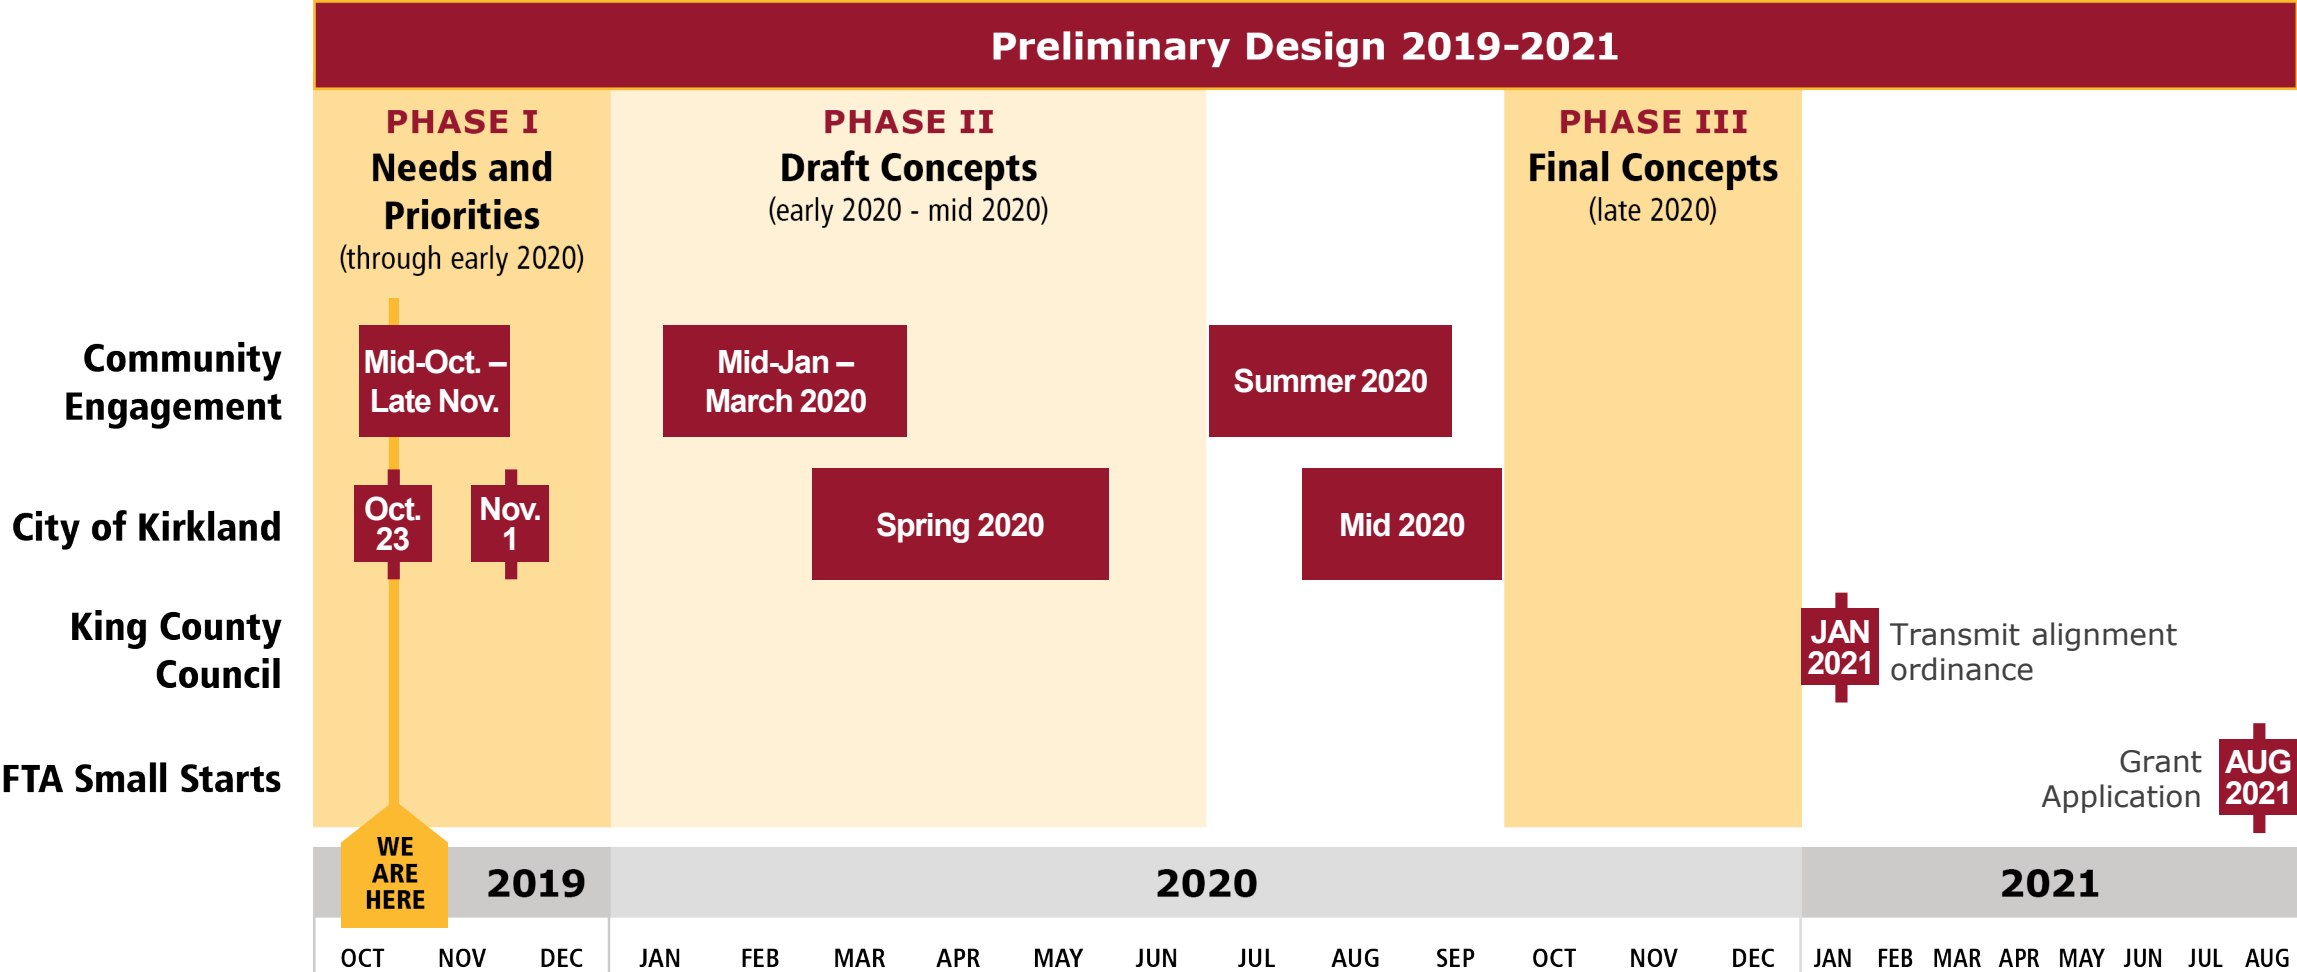 Preliminary Design 2019-2021
PHASE I
Needs and
Priorities
(through early 2020)
PHASE II
Draft Concepts
(early 2020 - mid 2020)
PHASE III
Final Concepts
(late 2020)
Community
Engagement
Mid-Oct. –
Late Nov.
Mid-Jan –
March 2020
Summer 2020
City of Kirkland
Oct.
23
Nov.
1
Spring 2020
Mid 2020
King County
Council
JAN
2021
Transmit alignment
ordinance
FTA Small Starts
Grant
Application
AUG
2021
WE
ARE
HERE
2019
2020
2021
OCT NOV DEC JAN FEB MAR APR MAY JUN JUL AUG SEP OCT NOV DEC JAN FEB MAR APR MAY JUN JUL AUG